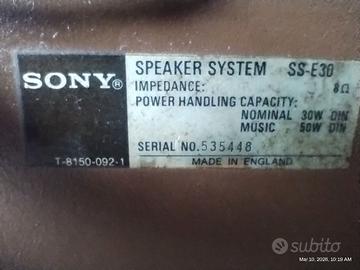 SONY®
SPEAKER SYSTEM SS-E30
IMPEDANCE: 8Ω
POWER HANDLING CAPACITY:
NOMINAL 30W DIN
MUSIC 50W DIN
SERIAL NO. 535448
T-8150-092-1 MADE IN ENGLAND
subito
Mar 10, 2026, 10:19 AM